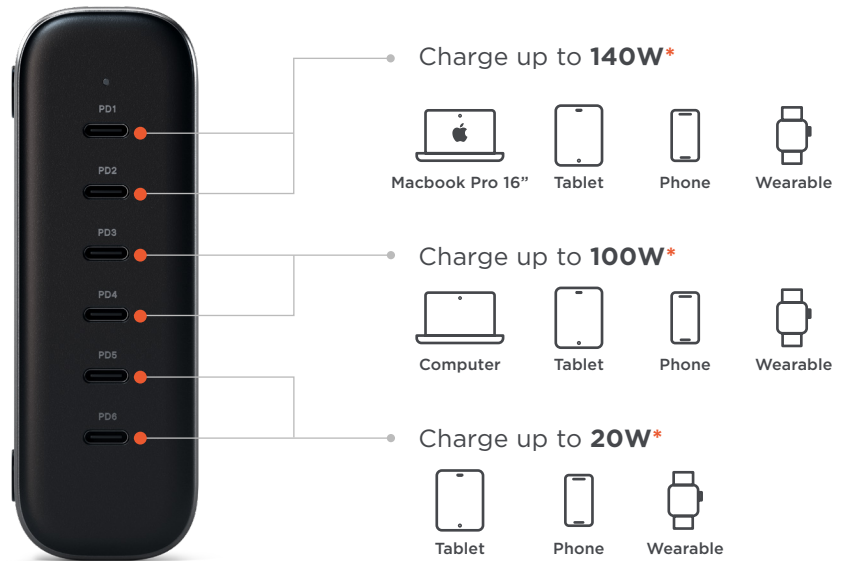 PD1
PD2
PD3
PD4
PD5
PD6
Charge up to 140W*
Macbook Pro 16”
Tablet
Phone
Wearable
Charge up to 100W*
Computer
Tablet
Phone
Wearable
Charge up to 20W*
Tablet
Phone
Wearable